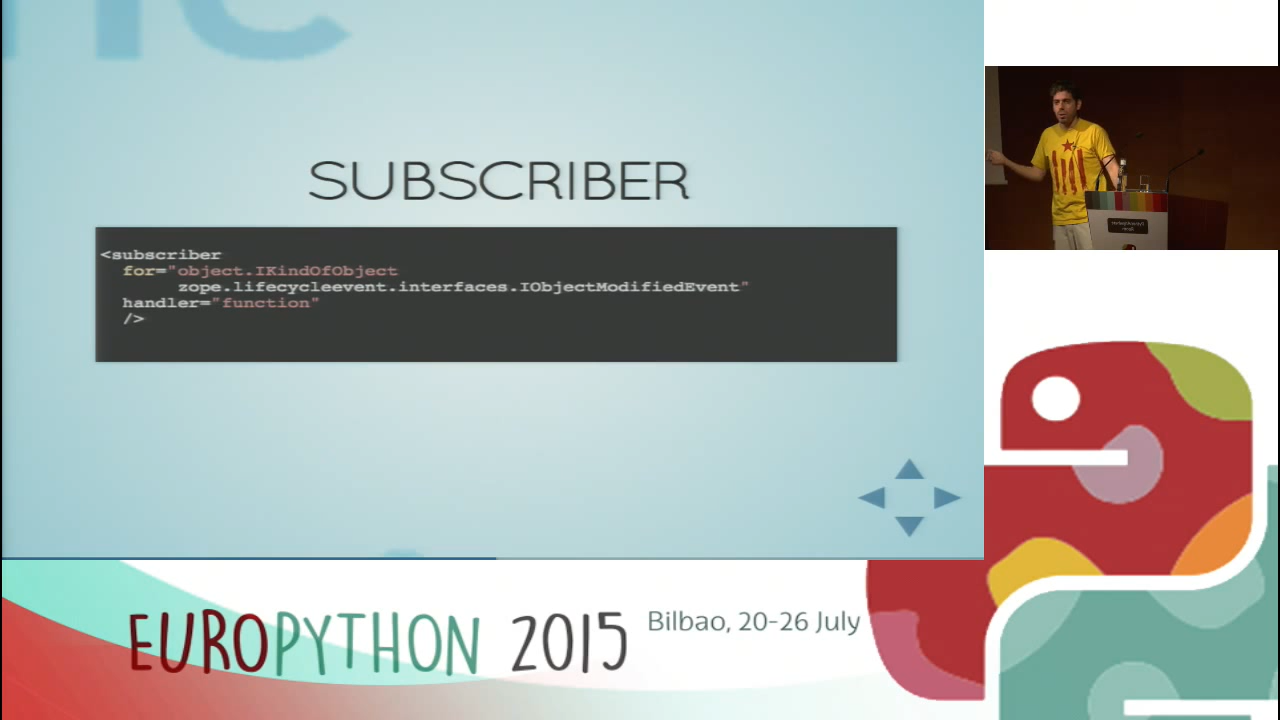 SUBSCRIBER
<subscriber
for="object.IKindOfObject
zope.lifecycleevent.interfaces.IObjectModifiedEvent"
handler="function"
/>
EUROPYTHON 2015
Bilbao, 20-26 July